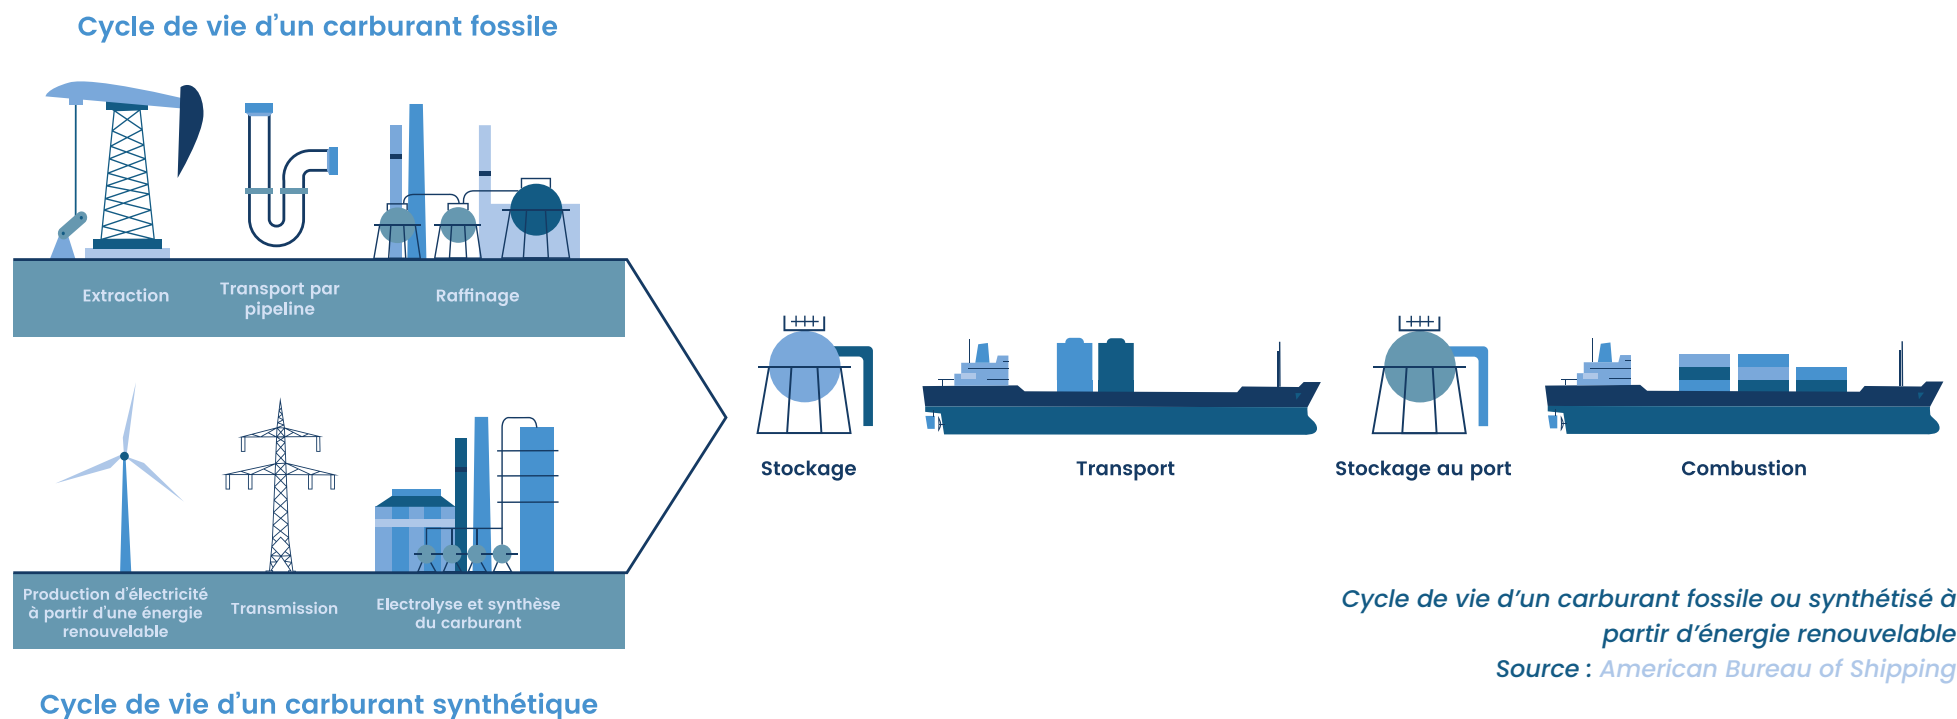 Cycle de vie d'un carburant fossile
Extraction
Transport par
pipeline
Raffinage
Stockage
Transport
Stockage au port
Combustion
Production d'électricité
à partir d'une énergie
renouvelable
Transmission
Electrolyse et synthèse
du carburant
Cycle de vie d'un carburant synthétique
Cycle de vie d'un carburant fossile ou synthétisé à
partir d'énergie renouvelable
Source : American Bureau of Shipping